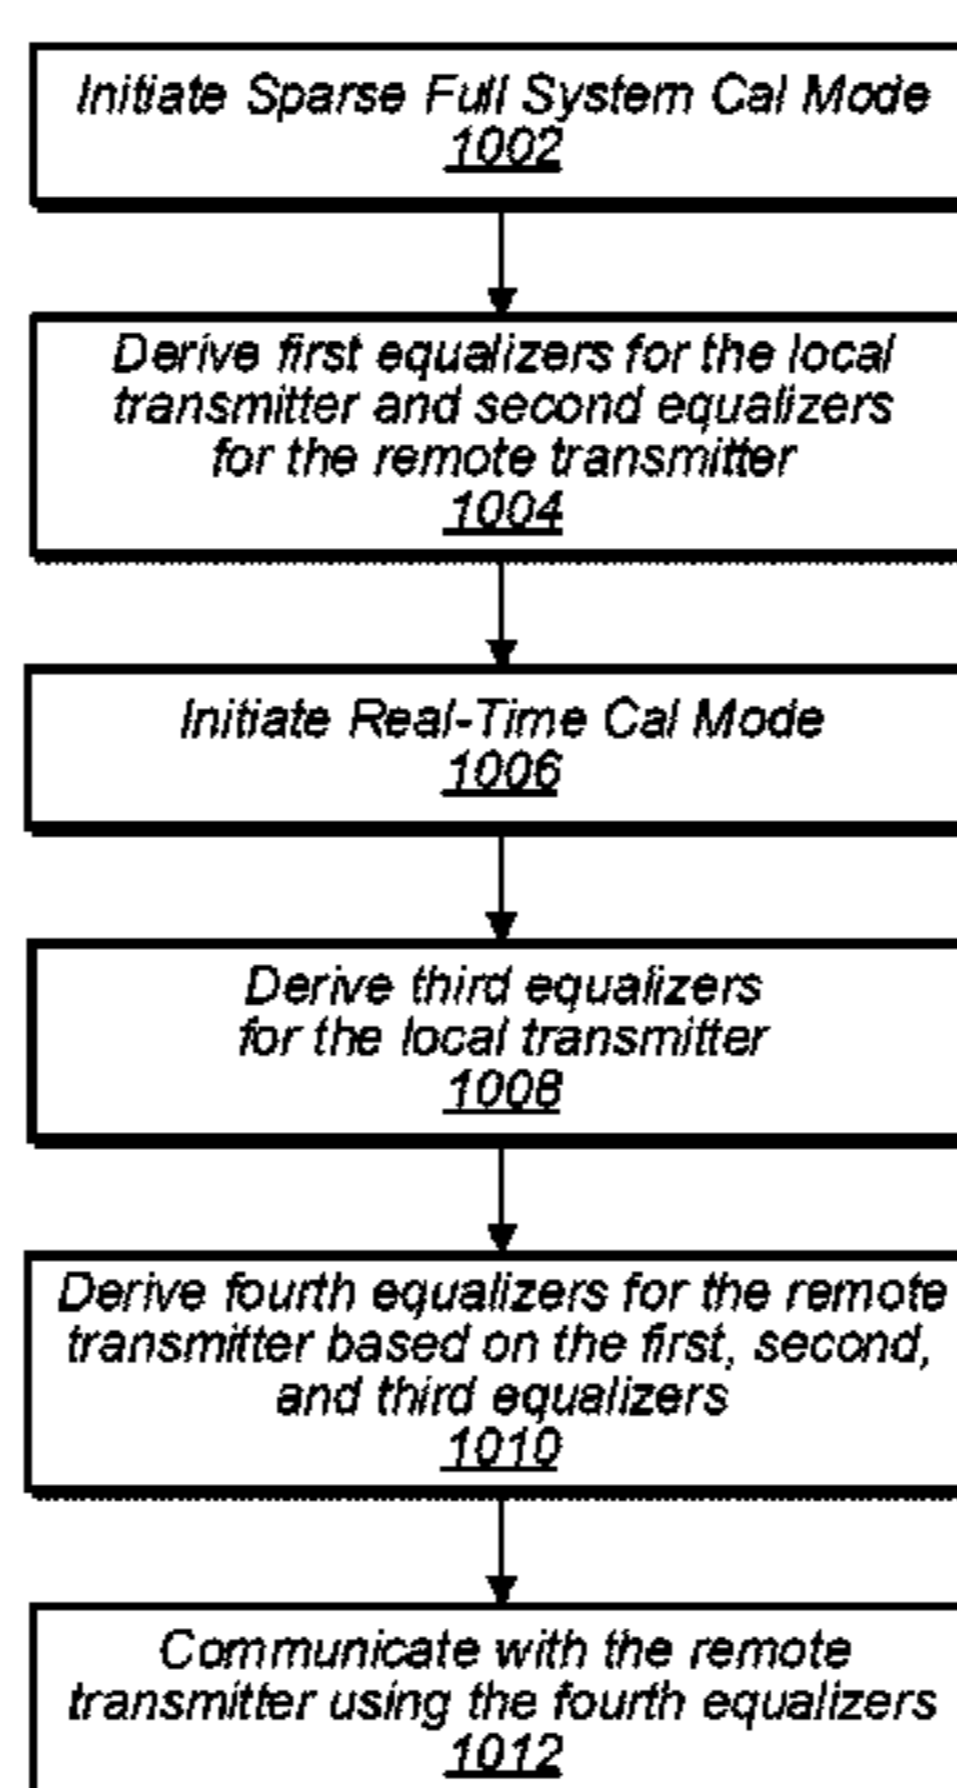 Initiate Sparse Full System Cal Mode
1002
Derive first equalizers for the local
transmitter and second equalizers
for the remote transmitter
1004
Initiate Real-Time Cal Mode
1006
Derive third equalizers
for the local transmitter
1008
Derive fourth equalizers for the remote
transmitter based on the first, second,
and third equalizers
1010
Communicate with the remote
transmitter using the fourth equalizers
1012